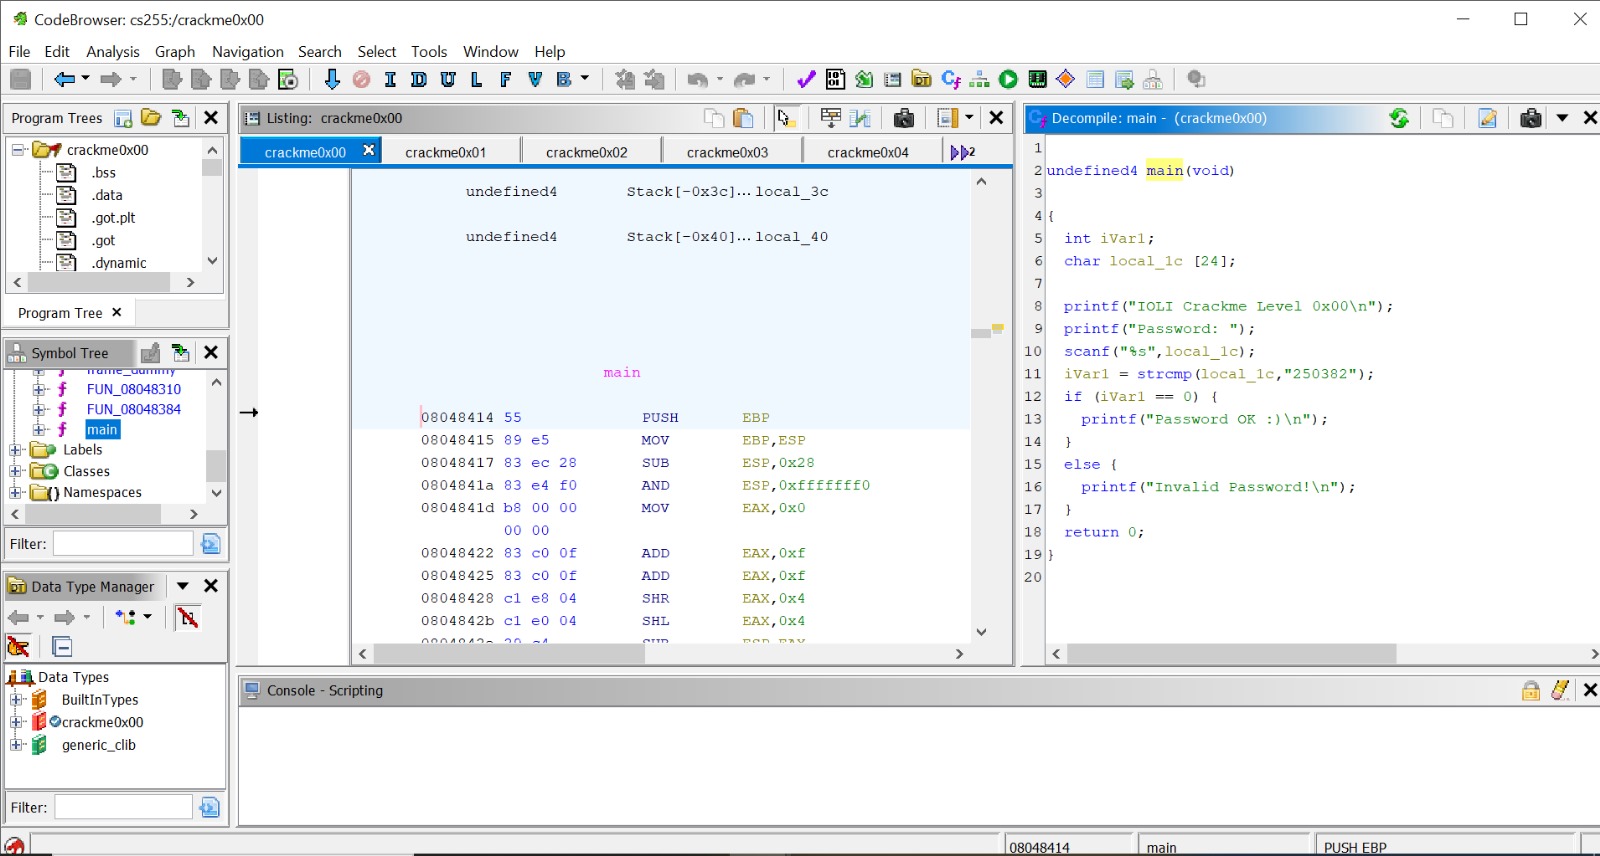 CodeBrowser: cs255:/crackme0x00
File Edit Analysis Graph Navigation Search Select Tools Window Help
I D U L F V B
Program Trees
crackme0x00
.bss
.data
.got.plt
.got
.dynamic
Program Tree
Symbol Tree
frame_dummy
FUN_08048310
FUN_08048384
main
Labels
Classes
Namespaces
Filter:
Data Type Manager
Data Types
BuiltInTypes
crackme0x00
generic_clib
Filter:
Listing: crackme0x00
crackme0x00 crackme0x01 crackme0x02 crackme0x03 crackme0x04 2
undefined4 Stack[-0x3c]... local_3c
undefined4 Stack[-0x40]... local_40
main
08048414 55 PUSH EBP
08048415 89 e5 MOV EBP,ESP
08048417 83 ec 28 SUB ESP,0x28
0804841a 83 e4 f0 AND ESP,0xfffffff0
0804841d b8 00 00 MOV EAX,0x0
00 00
08048422 83 c0 0f ADD EAX,0xf
08048425 83 c0 0f ADD EAX,0xf
08048428 c1 e8 04 SHR EAX,0x4
0804842b c1 e0 04 SHL EAX,0x4
0804842e 29 c4 SUB ESP,EAX
Decompile: main - (crackme0x00)
1
2 undefined4 main(void)
3
4 {
5 int iVar1;
6 char local_1c [24];
7
8 printf("IOLI Crackme Level 0x00\n");
9 printf("Password: ");
10 scanf("%s",local_1c);
11 iVar1 = strcmp(local_1c,"250382");
12 if (iVar1 == 0) {
13 printf("Password OK :)\n");
14 }
15 else {
16 printf("Invalid Password!\n");
17 }
18 return 0;
19 }
20
Console - Scripting
08048414 main PUSH EBP